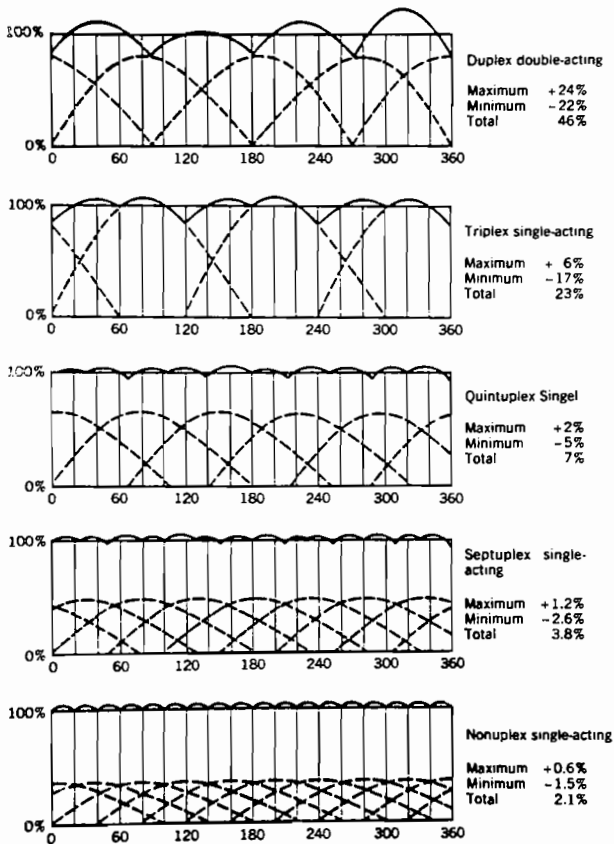 100%
0%
0 60 120 180 240 300 360
Duplex double-acting
Maximum +24%
Minimum -22%
Total 46%
100%
0%
0 60 120 180 240 300 360
Triplex single-acting
Maximum + 6%
Minimum -17%
Total 23%
100%
0%
0 60 120 180 240 300 360
Quintuplex Singel
Maximum +2%
Minimum -5%
Total 7%
100%
0%
0 60 120 180 240 300 360
Septuplex single-
acting
Maximum +1.2%
Minimum -2.6%
Total 3.8%
100%
0%
0 60 120 180 240 300 360
Nonuplex single-acting
Maximum +0.6%
Minimum -1.5%
Total 2.1%